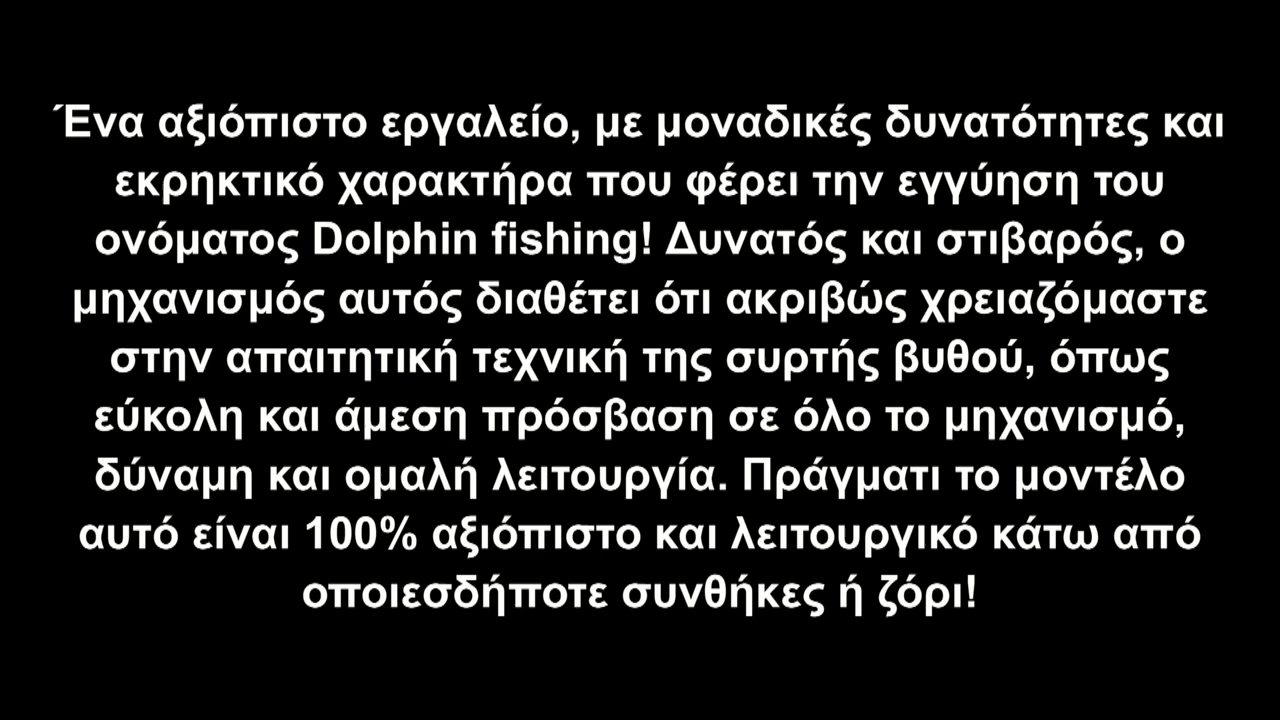 Ένα αξιόπιστο εργαλείο, με μοναδικές δυνατότητες και
εκρηκτικό χαρακτήρα που φέρει την εγγύηση του
ονόματος Dolphin fishing! Δυνατός και στιβαρός, ο
μηχανισμός αυτός διαθέτει ότι ακριβώς χρειαζόμαστε
στην απαιτητική τεχνική της συρτής βυθού, όπως
εύκολη και άμεση πρόσβαση σε όλο το μηχανισμό,
δύναμη και ομαλή λειτουργία. Πράγματι το μοντέλο
αυτό είναι 100% αξιόπιστο και λειτουργικό κάτω από
οποιεσδήποτε συνθήκες ή ζόρι!